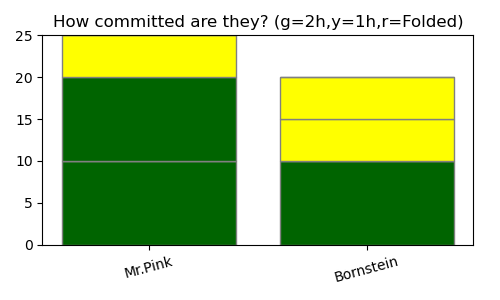 How committed are they? (g=2h,y=1h,r=Folded)
25
20
15
10
5
0
Mr.Pink
Bornstein